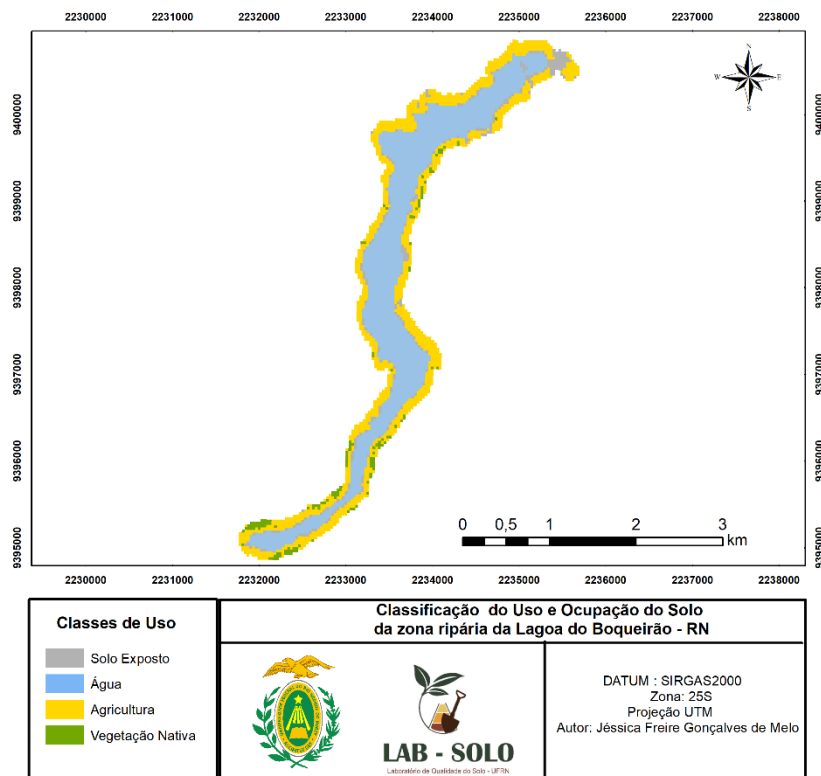 2230000 2231000 2232000 2233000 2234000 2235000 2236000 2237000 2238000
N
W E
S
9400000 9400000
9399000 9399000
9398000 9398000
9397000 9397000
9396000 9396000
9395000 9395000
0 0,5 1 2 3
km
2230000 2231000 2232000 2233000 2234000 2235000 2236000 2237000 2238000
Classes de Uso
Solo Exposto
Água
Agricultura
Vegetação Nativa
Classificação do Uso e Ocupação do Solo
da zona ripária da Lagoa do Boqueirão - RN
LAB - SOLO
Laboratório de Qualidade do Solo - UFRN
DATUM : SIRGAS2000
Zona: 25S
Projeção UTM
Autor: Jéssica Freire Gonçalves de Melo